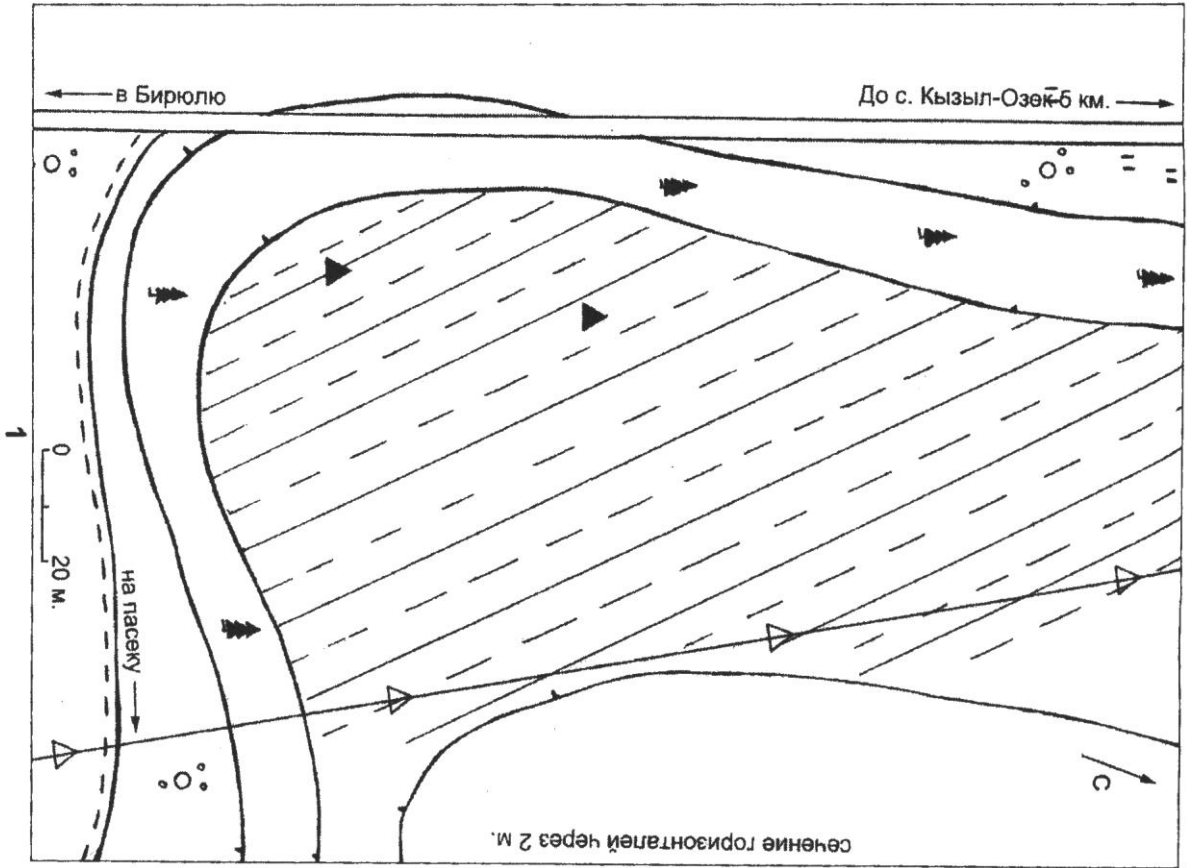 в Бирюлю
До с. Кызыл-Озек-5 км.
1
0 20 м.
на пасеку
С
сечение горизонталей через 2 м.